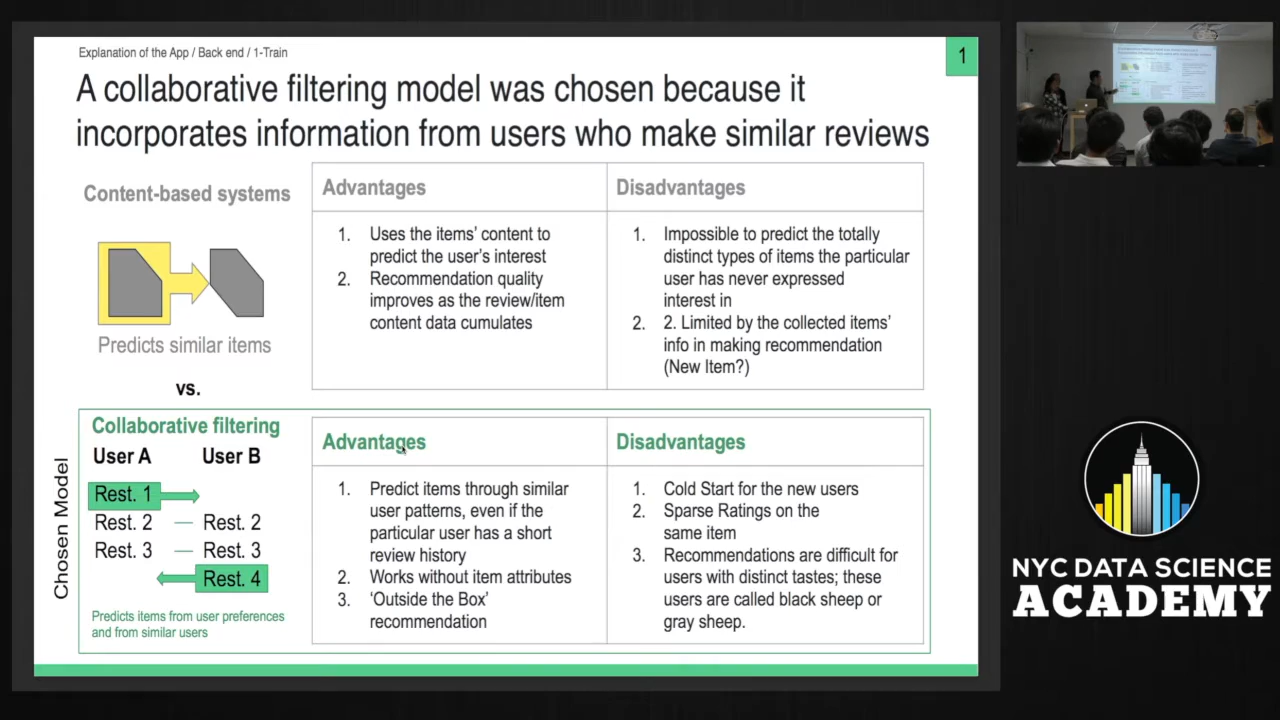 Explanation of the App / Back end / 1-Train
1
A collaborative filtering model was chosen because it
incorporates information from users who make similar reviews
Content-based systems
Predicts similar items
Advantages
Disadvantages
1. Uses the items' content to
predict the user's interest
2. Recommendation quality
improves as the review/item
content data cumulates
1. Impossible to predict the totally
distinct types of items the particular
user has never expressed
interest in
2. 2. Limited by the collected items'
info in making recommendation
(New Item?)
vs.
Chosen Model
Collaborative filtering
User A User B
Rest. 1
Rest. 2 — Rest. 2
Rest. 3 — Rest. 3
Rest. 4
Predicts items from user preferences
and from similar users
Advantages
Disadvantages
1. Predict items through similar
user patterns, even if the
particular user has a short
review history
2. Works without item attributes
3. 'Outside the Box'
recommendation
1. Cold Start for the new users
2. Sparse Ratings on the
same item
3. Recommendations are difficult for
users with distinct tastes; these
users are called black sheep or
gray sheep.
NYC DATA SCIENCE
ACADEMY